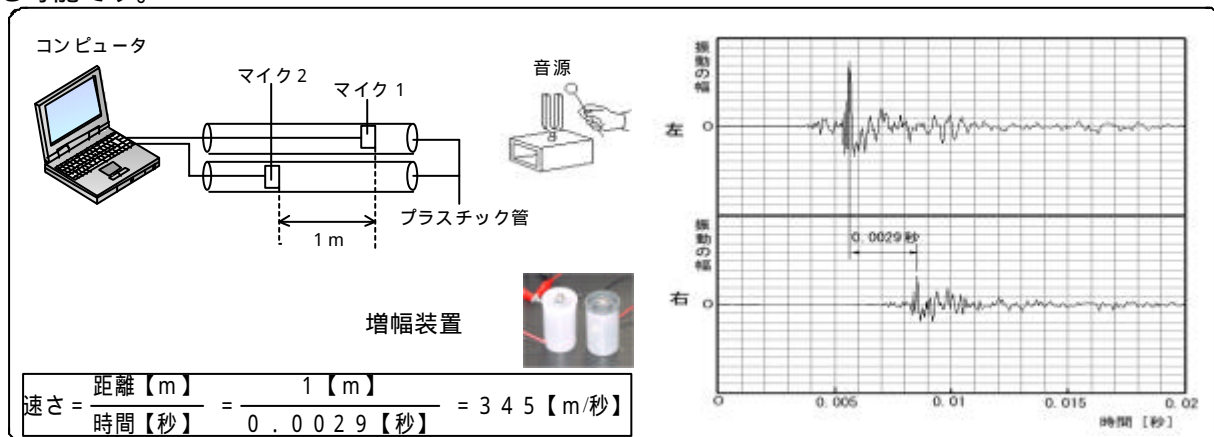 も可能です。
コンピュータ
マイク2
マイク1
音源
プラスチック管
1m
増幅装置
速さ=距離【m】/時間【秒】=1【m】/0.0029【秒】=345【m/秒】
振動の幅
左
0
振動の幅
0.0029秒
右
0
0 0.005 0.01 0.015 0.02
時間 [秒]